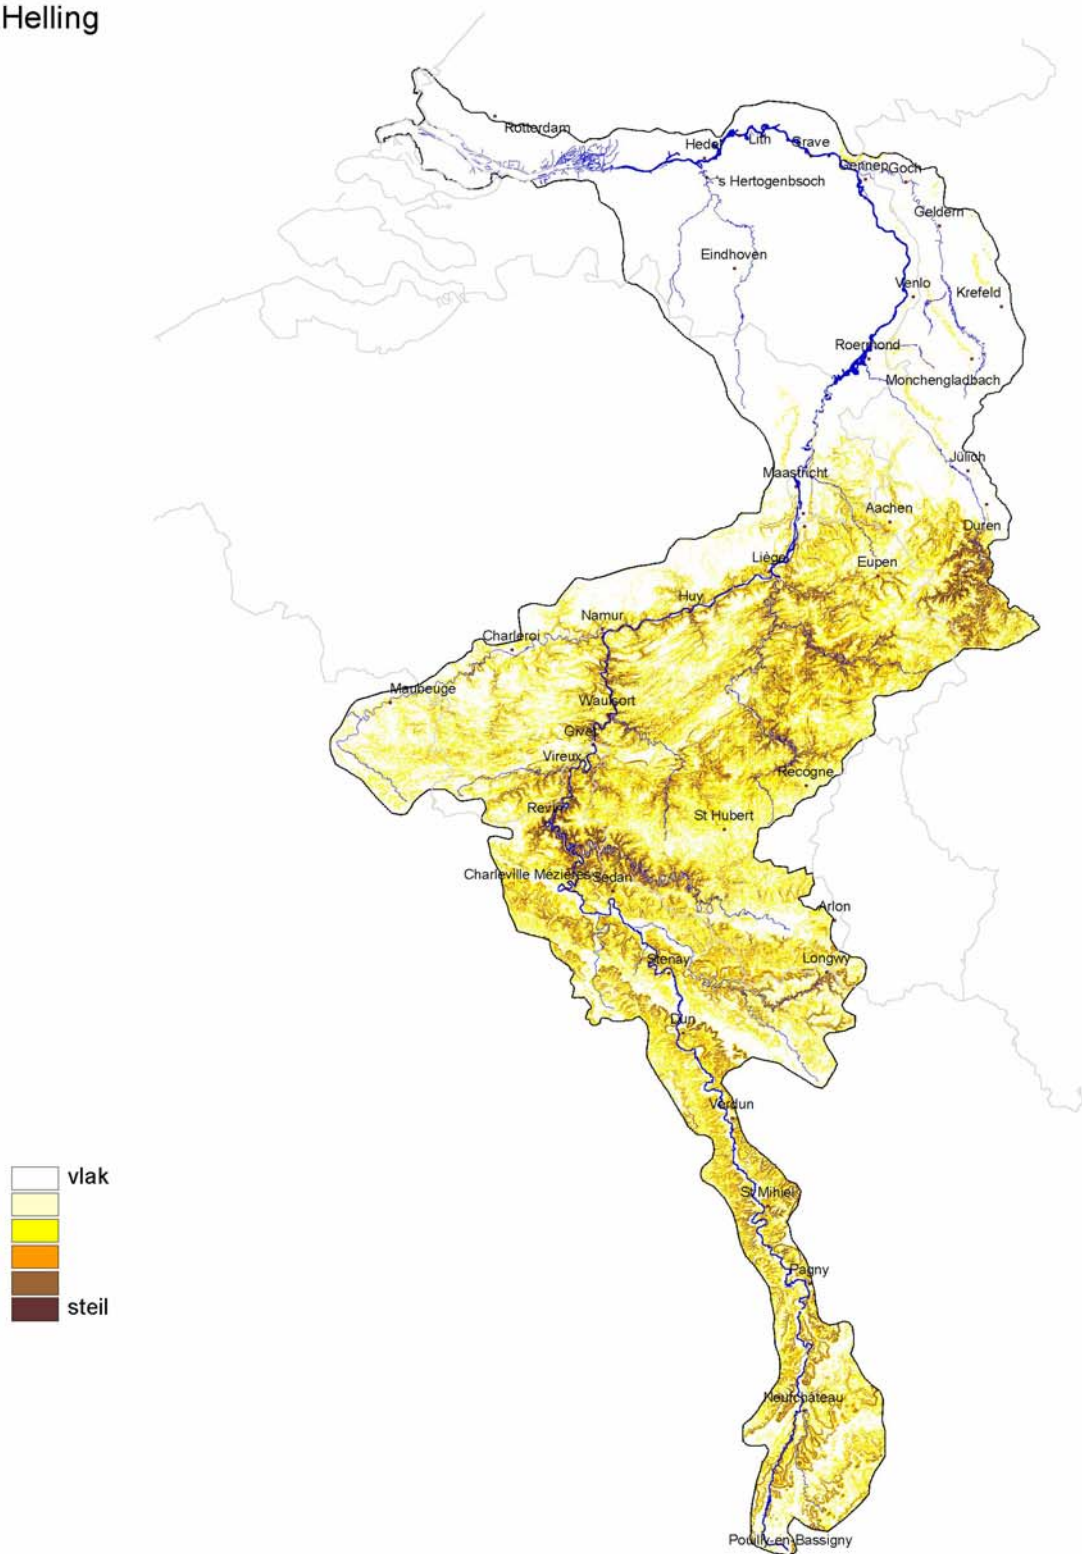 Helling
Rotterdam
Hedel
Lith
Grave
Gennep
Goch
's Hertogenbsoch
Geldern
Eindhoven
Venlo
Krefeld
Roermond
Monchengladbach
Jülich
Maastricht
Aachen
Duren
Liège
Eupen
Huy
Namur
Charleroi
Maubeuge
Waulsort
Givet
Vireux
Recogne
Revin
St Hubert
Charleville Mézières
Sedan
Arlon
Longwy
Stenay
Dun
Verdun
vlak
St Mihiel
Pagny
steil
Neufchâteau
Pouilly-en-Bassigny